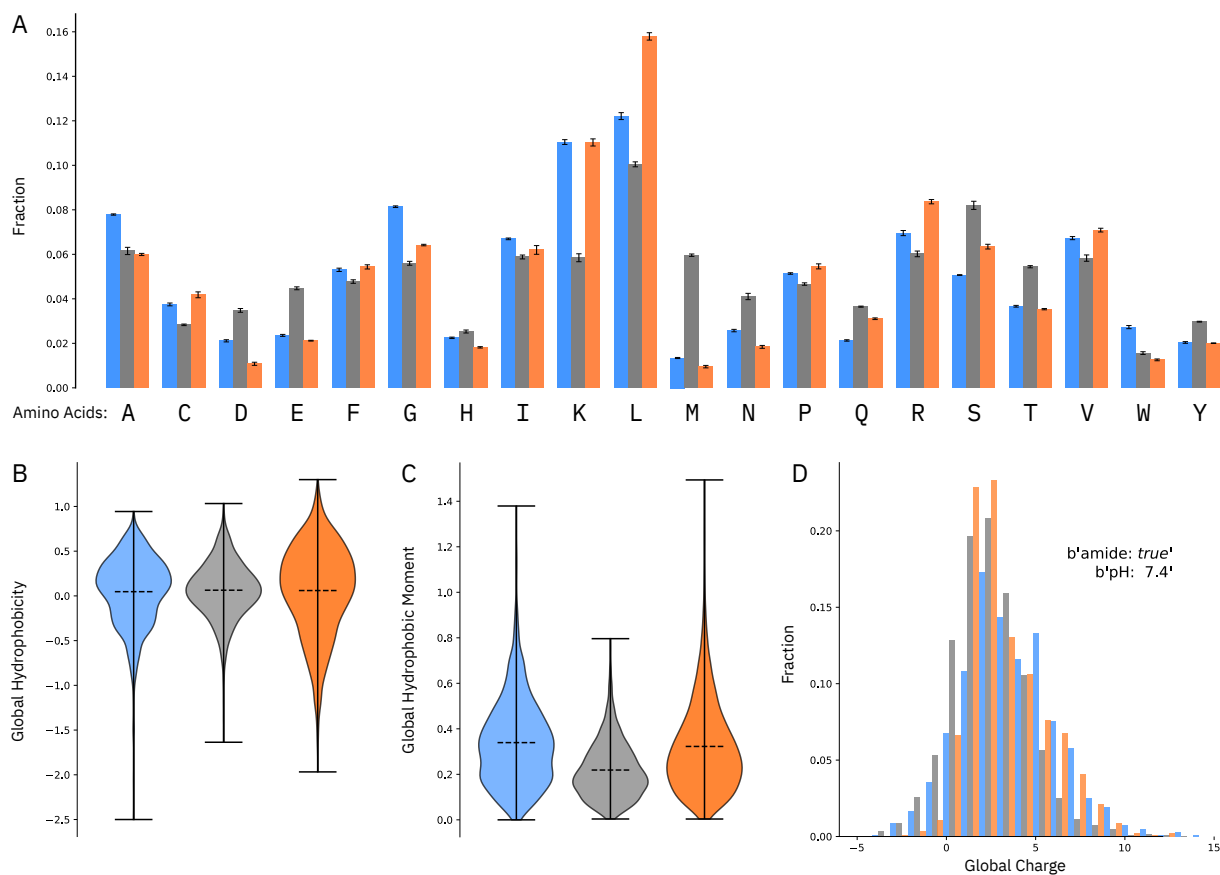 A
Fraction
0.16
0.14
0.12
0.10
0.08
0.06
0.04
0.02
0.00
Amino Acids: A C D E F G H I K L M N P Q R S T V W Y
B
Global Hydrophobicity
1.0
0.5
0.0
−0.5
−1.0
−1.5
−2.0
−2.5
C
Global Hydrophobic Moment
1.4
1.2
1.0
0.8
0.6
0.4
0.2
0.0
D
b'amide: true'
b'pH: 7.4'
Fraction
0.20
0.15
0.10
0.05
0.00
−5 0 5 10 15
Global Charge